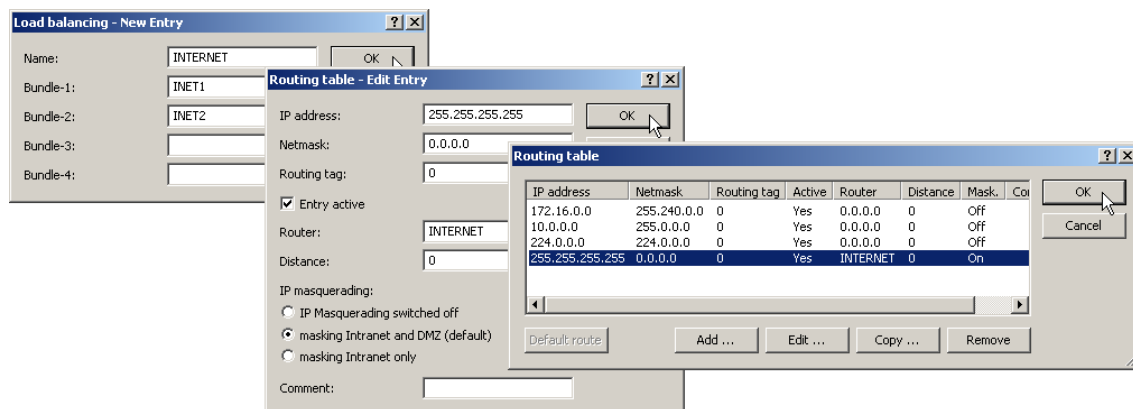 Load balancing - New Entry
Name: INTERNET OK
Bundle-1: INET1
Bundle-2: INET2
Bundle-3:
Bundle-4:
Routing table - Edit Entry
IP address: 255.255.255.255 OK
Netmask: 0.0.0.0
Routing tag: 0
Entry active
Router: INTERNET
Distance: 0
IP masquerading:
IP Masquerading switched off
masking Intranet and DMZ (default)
masking Intranet only
Comment:
Routing table
IP address Netmask Routing tag Active Router Distance Mask. Co
172.16.0.0 255.240.0.0 0 Yes 0.0.0.0 0 Off
10.0.0.0 255.0.0.0 0 Yes 0.0.0.0 0 Off
224.0.0.0 224.0.0.0 0 Yes 0.0.0.0 0 Off
255.255.255.255 0.0.0.0 0 Yes INTERNET 0 On
OK
Cancel
Default route Add ... Edit ... Copy ... Remove